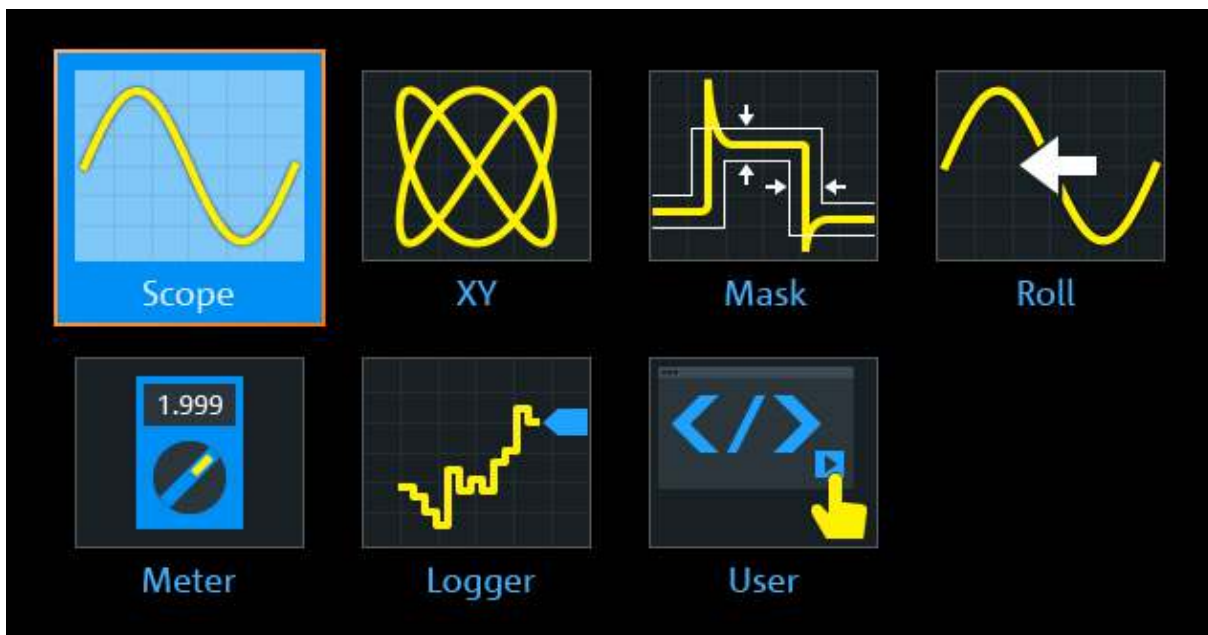 Scope
XY
Mask
Roll
1.999
Meter
Logger
</>
User